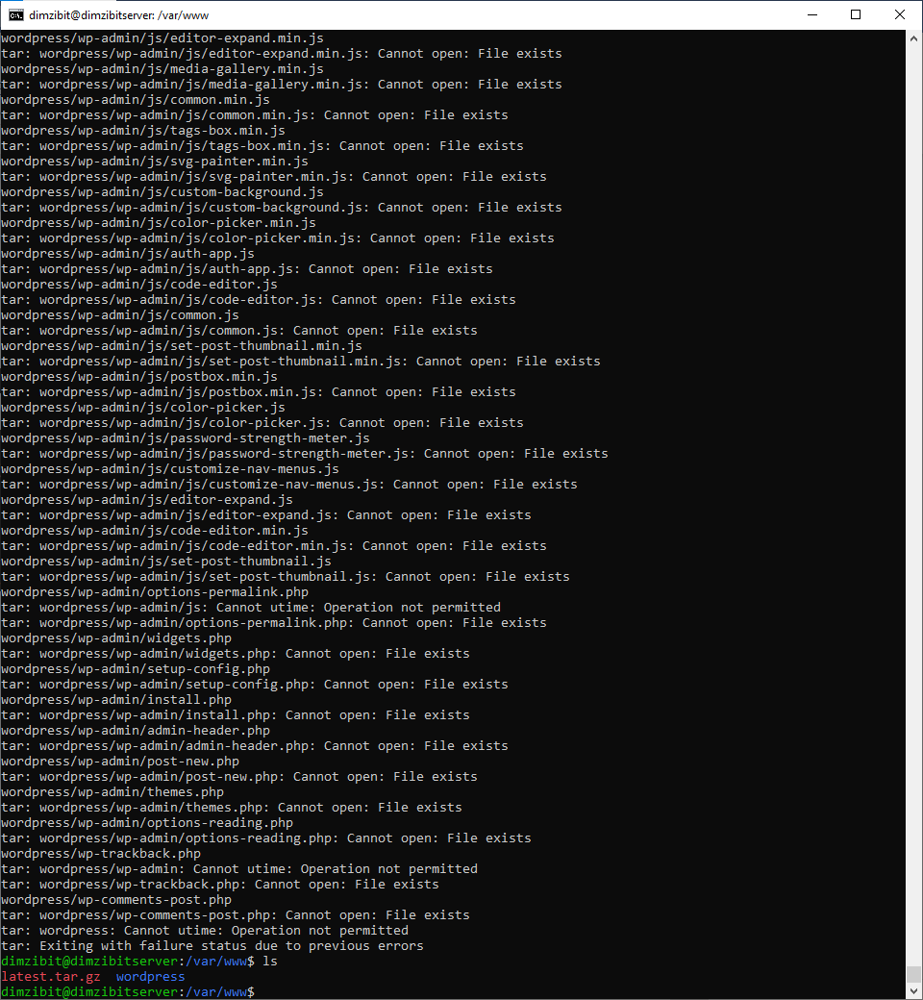 dimzibit@dimzibitserver: /var/www
wordpress/wp-admin/js/editor-expand.min.js
tar: wordpress/wp-admin/js/editor-expand.min.js: Cannot open: File exists
wordpress/wp-admin/js/media-gallery.min.js
tar: wordpress/wp-admin/js/media-gallery.min.js: Cannot open: File exists
wordpress/wp-admin/js/common.min.js
tar: wordpress/wp-admin/js/common.min.js: Cannot open: File exists
wordpress/wp-admin/js/tags-box.min.js
tar: wordpress/wp-admin/js/tags-box.min.js: Cannot open: File exists
wordpress/wp-admin/js/svg-painter.min.js
tar: wordpress/wp-admin/js/svg-painter.min.js: Cannot open: File exists
wordpress/wp-admin/js/custom-background.js
tar: wordpress/wp-admin/js/custom-background.js: Cannot open: File exists
wordpress/wp-admin/js/color-picker.min.js
tar: wordpress/wp-admin/js/color-picker.min.js: Cannot open: File exists
wordpress/wp-admin/js/auth-app.js
tar: wordpress/wp-admin/js/auth-app.js: Cannot open: File exists
wordpress/wp-admin/js/code-editor.js
tar: wordpress/wp-admin/js/code-editor.js: Cannot open: File exists
wordpress/wp-admin/js/common.js
tar: wordpress/wp-admin/js/common.js: Cannot open: File exists
wordpress/wp-admin/js/set-post-thumbnail.min.js
tar: wordpress/wp-admin/js/set-post-thumbnail.min.js: Cannot open: File exists
wordpress/wp-admin/js/postbox.min.js
tar: wordpress/wp-admin/js/postbox.min.js: Cannot open: File exists
wordpress/wp-admin/js/color-picker.js
tar: wordpress/wp-admin/js/color-picker.js: Cannot open: File exists
wordpress/wp-admin/js/password-strength-meter.js
tar: wordpress/wp-admin/js/password-strength-meter.js: Cannot open: File exists
wordpress/wp-admin/js/customize-nav-menus.js
tar: wordpress/wp-admin/js/customize-nav-menus.js: Cannot open: File exists
wordpress/wp-admin/js/editor-expand.js
tar: wordpress/wp-admin/js/editor-expand.js: Cannot open: File exists
wordpress/wp-admin/js/code-editor.min.js
tar: wordpress/wp-admin/js/code-editor.min.js: Cannot open: File exists
wordpress/wp-admin/js/set-post-thumbnail.js
tar: wordpress/wp-admin/js/set-post-thumbnail.js: Cannot open: File exists
wordpress/wp-admin/options-permalink.php
tar: wordpress/wp-admin/js: Cannot utime: Operation not permitted
tar: wordpress/wp-admin/options-permalink.php: Cannot open: File exists
wordpress/wp-admin/widgets.php
tar: wordpress/wp-admin/widgets.php: Cannot open: File exists
wordpress/wp-admin/setup-config.php
tar: wordpress/wp-admin/setup-config.php: Cannot open: File exists
wordpress/wp-admin/install.php
tar: wordpress/wp-admin/install.php: Cannot open: File exists
wordpress/wp-admin/admin-header.php
tar: wordpress/wp-admin/admin-header.php: Cannot open: File exists
wordpress/wp-admin/post-new.php
tar: wordpress/wp-admin/post-new.php: Cannot open: File exists
wordpress/wp-admin/themes.php
tar: wordpress/wp-admin/themes.php: Cannot open: File exists
wordpress/wp-admin/options-reading.php
tar: wordpress/wp-admin/options-reading.php: Cannot open: File exists
wordpress/wp-trackback.php
tar: wordpress/wp-admin: Cannot utime: Operation not permitted
tar: wordpress/wp-trackback.php: Cannot open: File exists
wordpress/wp-comments-post.php
tar: wordpress/wp-comments-post.php: Cannot open: File exists
tar: wordpress: Cannot utime: Operation not permitted
tar: Exiting with failure status due to previous errors
dimzibit@dimzibitserver:/var/www$ ls
latest.tar.gz  wordpress
dimzibit@dimzibitserver:/var/www$